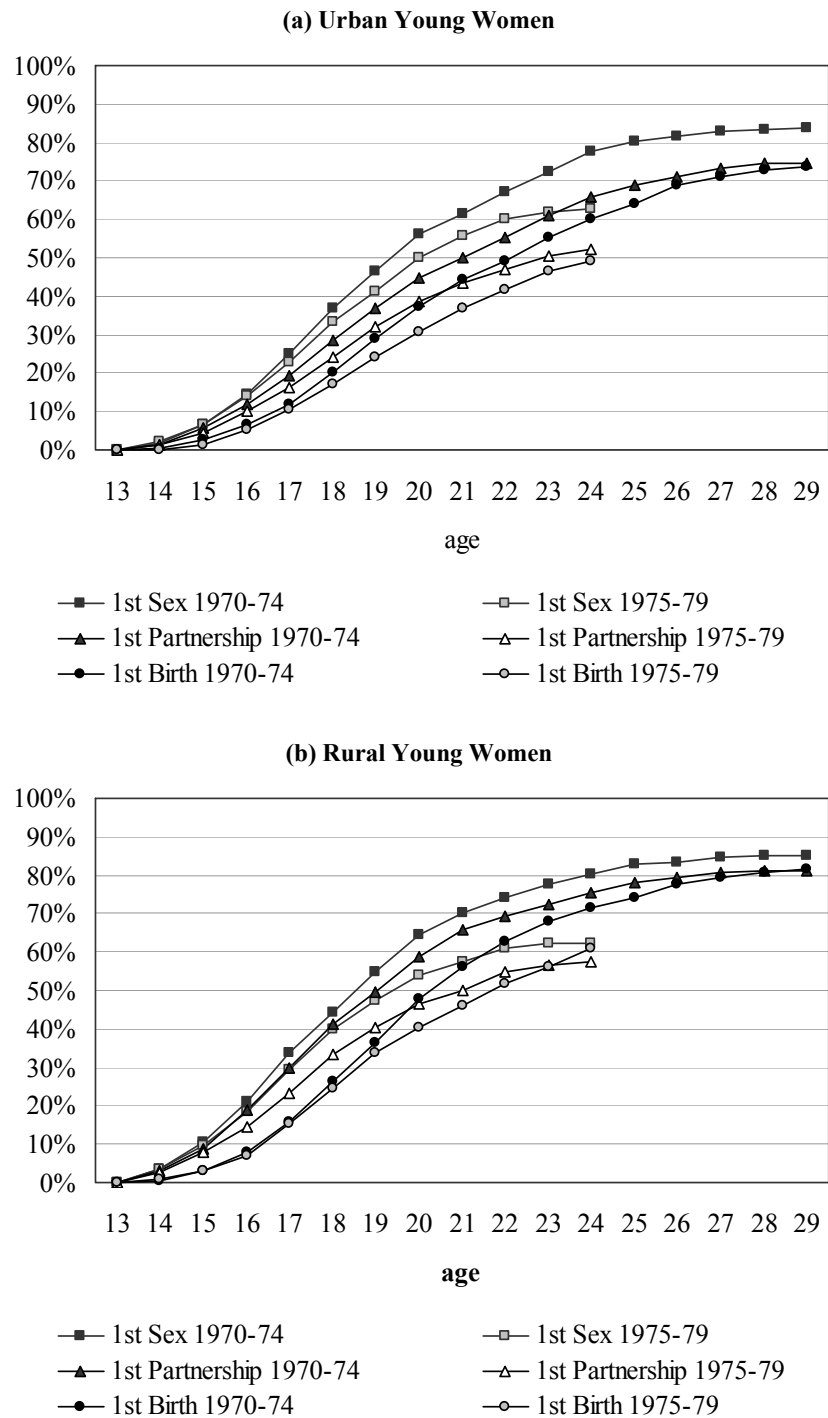 (a) Urban Young Women
100%
90%
80%
70%
60%
50%
40%
30%
20%
10%
0%
13 14 15 16 17 18 19 20 21 22 23 24 25 26 27 28 29
age
1st Sex 1970-74 1st Sex 1975-79
1st Partnership 1970-74 1st Partnership 1975-79
1st Birth 1970-74 1st Birth 1975-79
(b) Rural Young Women
100%
90%
80%
70%
60%
50%
40%
30%
20%
10%
0%
13 14 15 16 17 18 19 20 21 22 23 24 25 26 27 28 29
age
1st Sex 1970-74 1st Sex 1975-79
1st Partnership 1970-74 1st Partnership 1975-79
1st Birth 1970-74 1st Birth 1975-79